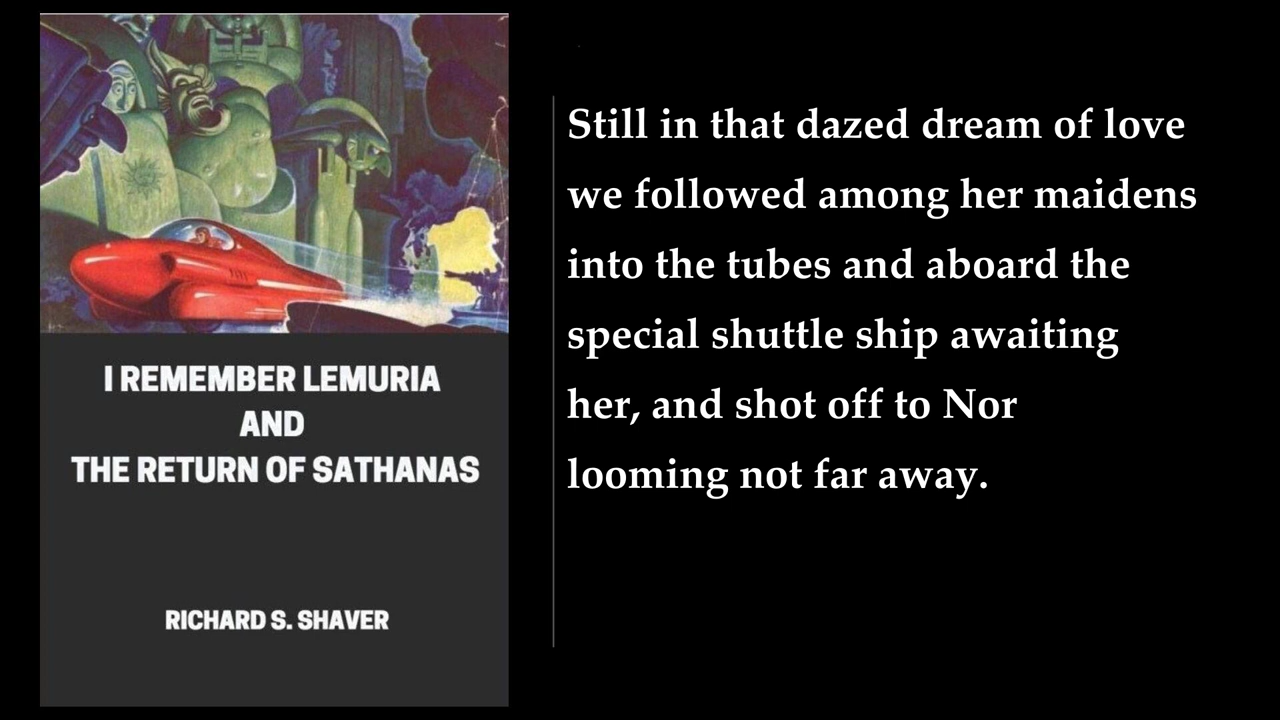 I REMEMBER LEMURIA
AND
THE RETURN OF SATHANAS
RICHARD S. SHAVER
Still in that dazed dream of love
we followed among her maidens
into the tubes and aboard the
special shuttle ship awaiting
her, and shot off to Nor
looming not far away.